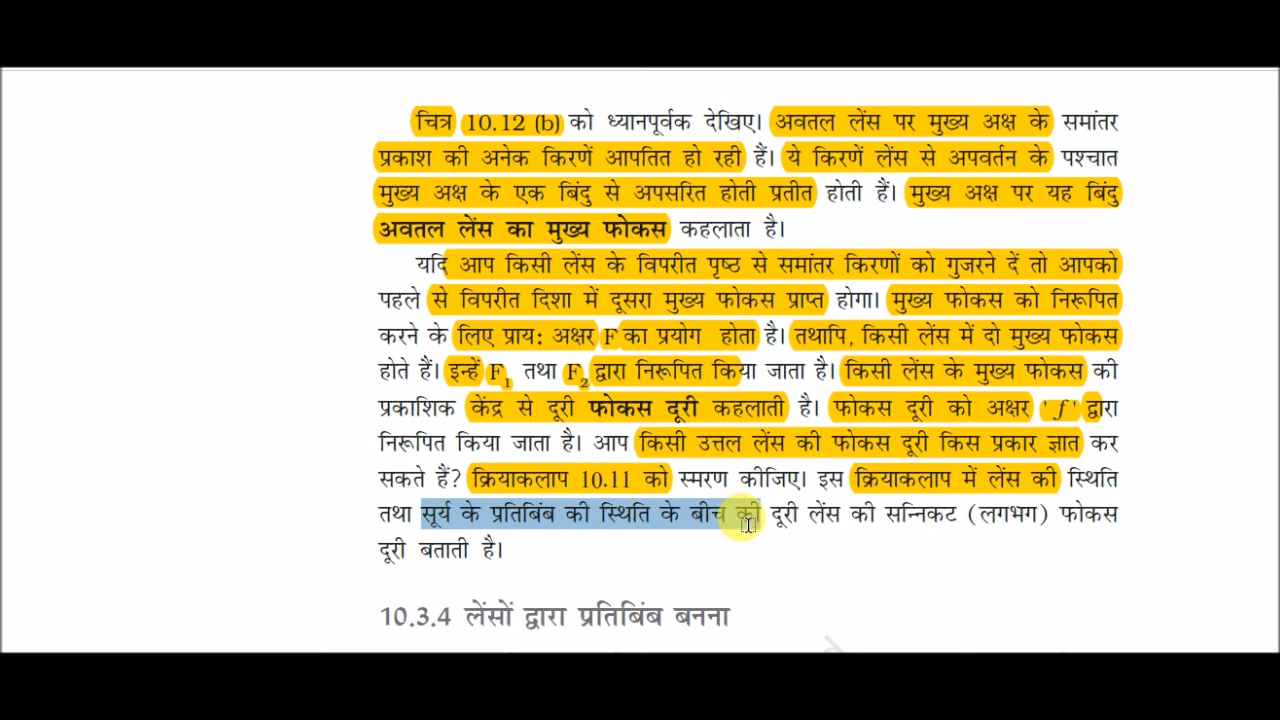 चित्र 10.12 (b) को ध्यानपूर्वक देखिए। अवतल लेंस पर मुख्य अक्ष के समांतर
प्रकाश की अनेक किरणें आपतित हो रही हैं। ये किरणें लेंस से अपवर्तन के पश्चात
मुख्य अक्ष के एक बिंदु से अपसरित होती प्रतीत होती हैं। मुख्य अक्ष पर यह बिंदु
अवतल लेंस का मुख्य फोकस कहलाता है।
यदि आप किसी लेंस के विपरीत पृष्ठ से समांतर किरणों को गुजरने दें तो आपको
पहले से विपरीत दिशा में दूसरा मुख्य फोकस प्राप्त होगा। मुख्य फोकस को निरूपित
करने के लिए प्राय: अक्षर F का प्रयोग होता है। तथापि, किसी लेंस में दो मुख्य फोकस
होते हैं। इन्हें F₁ तथा F₂ द्वारा निरूपित किया जाता है। किसी लेंस के मुख्य फोकस की
प्रकाशिक केंद्र से दूरी फोकस दूरी कहलाती है। फोकस दूरी को अक्षर 'f' द्वारा
निरूपित किया जाता है। आप किसी उत्तल लेंस की फोकस दूरी किस प्रकार ज्ञात कर
सकते हैं? क्रियाकलाप 10.11 को स्मरण कीजिए। इस क्रियाकलाप में लेंस की स्थिति
तथा सूर्य के प्रतिबिंब की स्थिति के बीच की दूरी लेंस की सन्निकट (लगभग) फोकस
दूरी बताती है।
10.3.4 लेंसों द्वारा प्रतिबिंब बनना